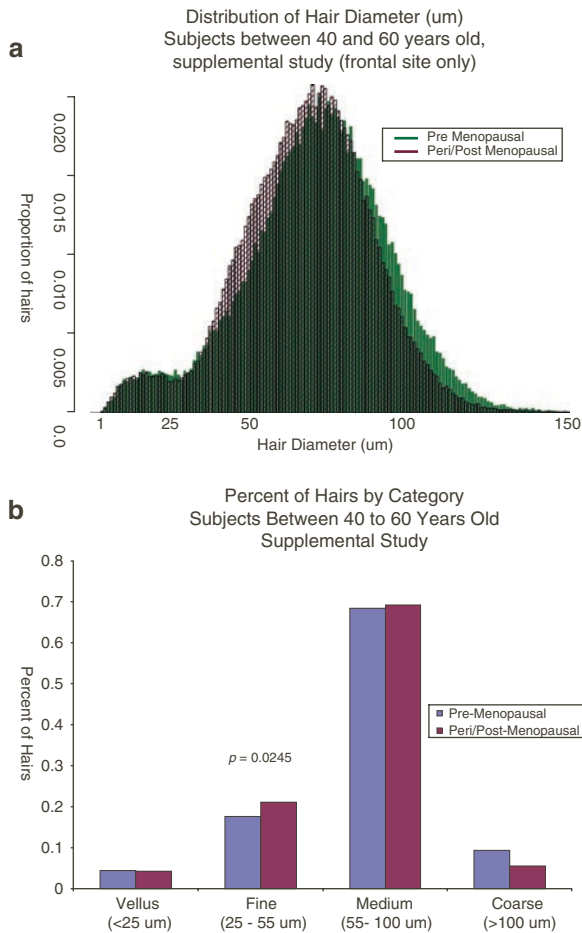 a
Distribution of Hair Diameter (um)
Subjects between 40 and 60 years old,
supplemental study (frontal site only)
Proportion of hairs
0.020
0.015
0.010
0.005
0.0
Pre Menopausal
Peri/Post Menopausal
1 25 50 100 150
Hair Diameter (um)
b
Percent of Hairs by Category
Subjects Between 40 to 60 Years Old
Supplemental Study
Percent of Hairs
0.8
0.7
0.6
0.5
0.4
0.3
0.2
0.1
0
p = 0.0245
Pre-Menopausal
Peri/Post-Menopausal
Vellus Fine Medium Coarse
(<25 um) (25 - 55 um) (55- 100 um) (>100 um)